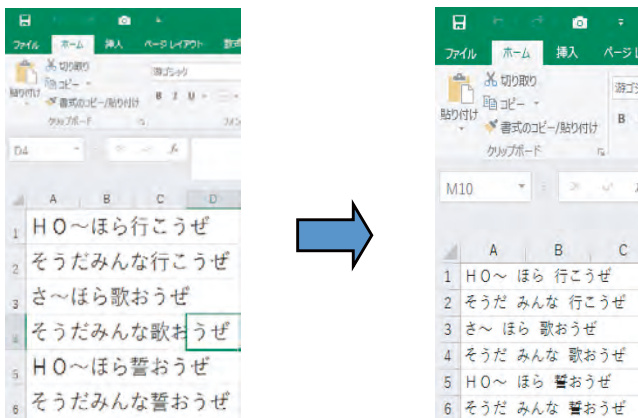 ファイル ホーム 挿入 ページレイアウト 数式
切り取り
コピー
書式のコピー/貼り付け
貼り付け
クリップボード
游ゴシック
B I U
フォン
D4
A B C D
1 HO～ほら行こうぜ
2 そうだみんな行こうぜ
3 さ～ほら歌おうぜ
4 そうだみんな歌おうぜ
5 HO～ほら誓おうぜ
6 そうだみんな誓おうぜ
ファイル ホーム 挿入 ページ
切り取り
コピー
書式のコピー/貼り付け
貼り付け
クリップボード
游ゴシ
B
M10
A B C
1 HO～ ほら 行こうぜ
2 そうだ みんな 行こうぜ
3 さ～ ほら 歌おうぜ
4 そうだ みんな 歌おうぜ
5 HO～ ほら 誓おうぜ
6 そうだ みんな 誓おうぜ